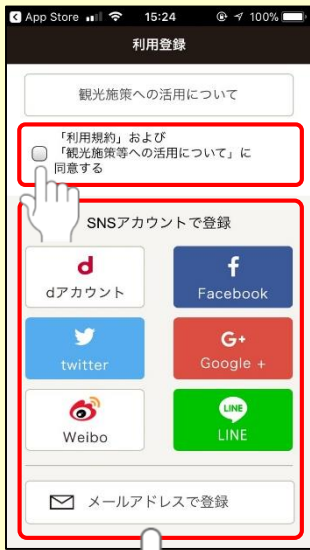 App Store 15:24 100%
利用登録
観光施策への活用について
「利用規約」および
「観光施策等への活用について」に
同意する
SNSアカウントで登録
d
dアカウント
f
Facebook
twitter
G+
Google +
Weibo
LINE
LINE
メールアドレスで登録